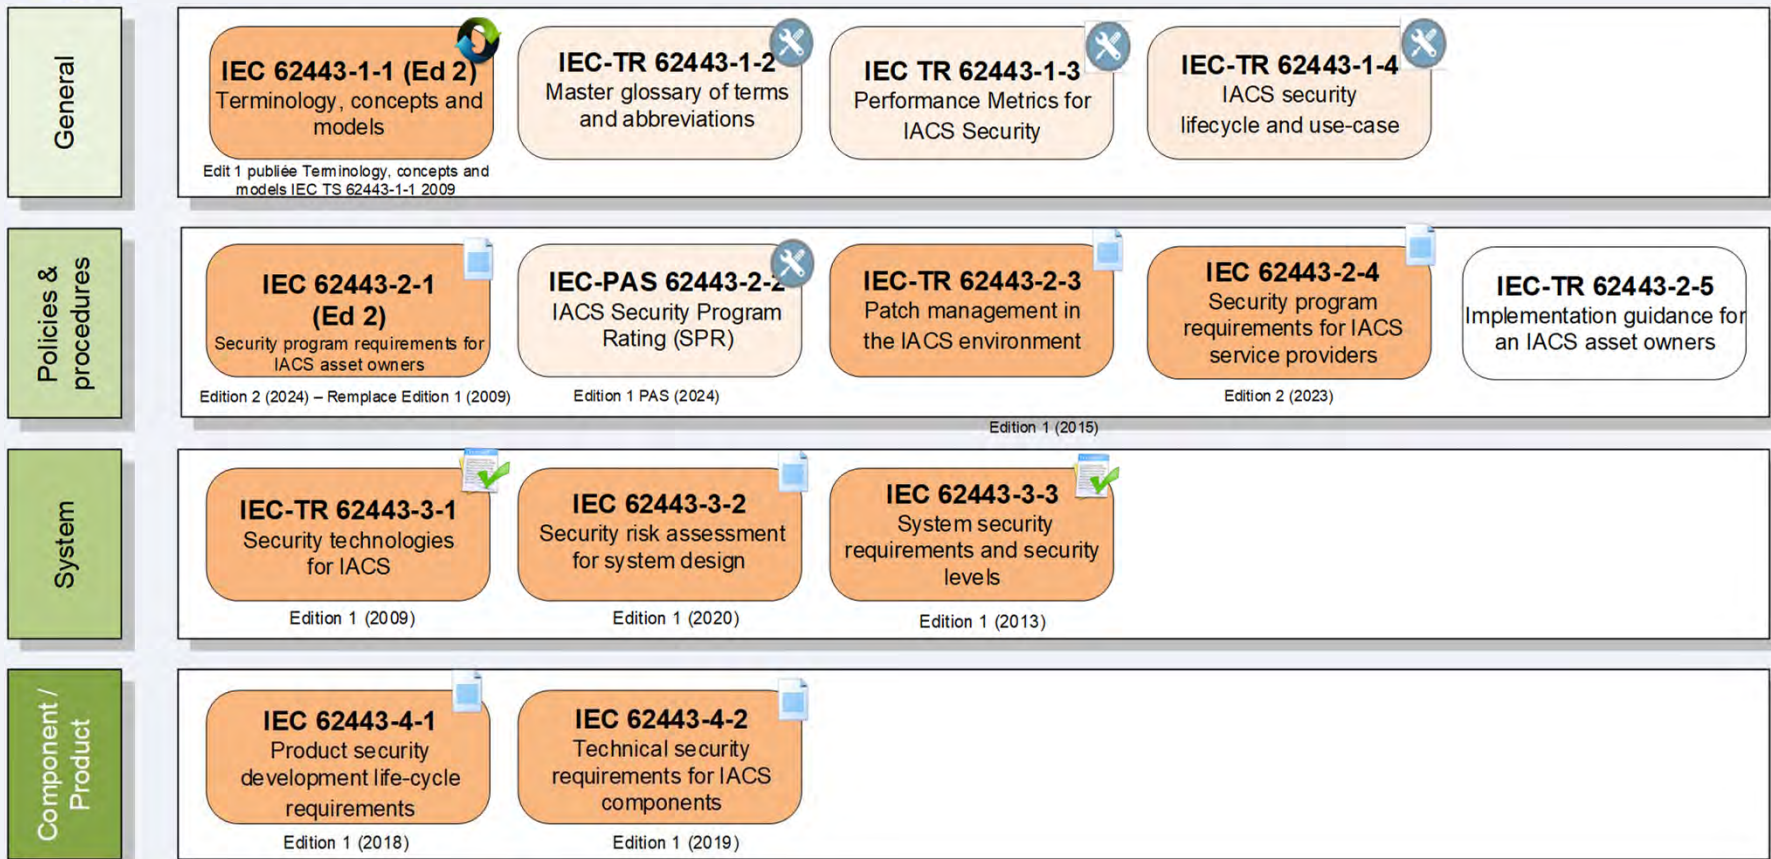 General
IEC 62443-1-1 (Ed 2)
Terminology, concepts and
models
Edit 1 publiée Terminology, concepts and
models IEC TS 62443-1-1 2009
IEC-TR 62443-1-2
Master glossary of terms
and abbreviations
IEC TR 62443-1-3
Performance Metrics for
IACS Security
IEC-TR 62443-1-4
IACS security
lifecycle and use-case
Policies &
procedures
IEC 62443-2-1
(Ed 2)
Security program requirements for
IACS asset owners
Edition 2 (2024) – Remplace Edition 1 (2009)
IEC-PAS 62443-2-2
IACS Security Program
Rating (SPR)
Edition 1 PAS (2024)
IEC-TR 62443-2-3
Patch management in
the IACS environment
Edition 1 (2015)
IEC 62443-2-4
Security program
requirements for IACS
service providers
Edition 2 (2023)
IEC-TR 62443-2-5
Implementation guidance for
an IACS asset owners
System
IEC-TR 62443-3-1
Security technologies
for IACS
Edition 1 (2009)
IEC 62443-3-2
Security risk assessment
for system design
Edition 1 (2020)
IEC 62443-3-3
System security
requirements and security
levels
Edition 1 (2013)
Component /
Product
IEC 62443-4-1
Product security
development life-cycle
requirements
Edition 1 (2018)
IEC 62443-4-2
Technical security
requirements for IACS
components
Edition 1 (2019)